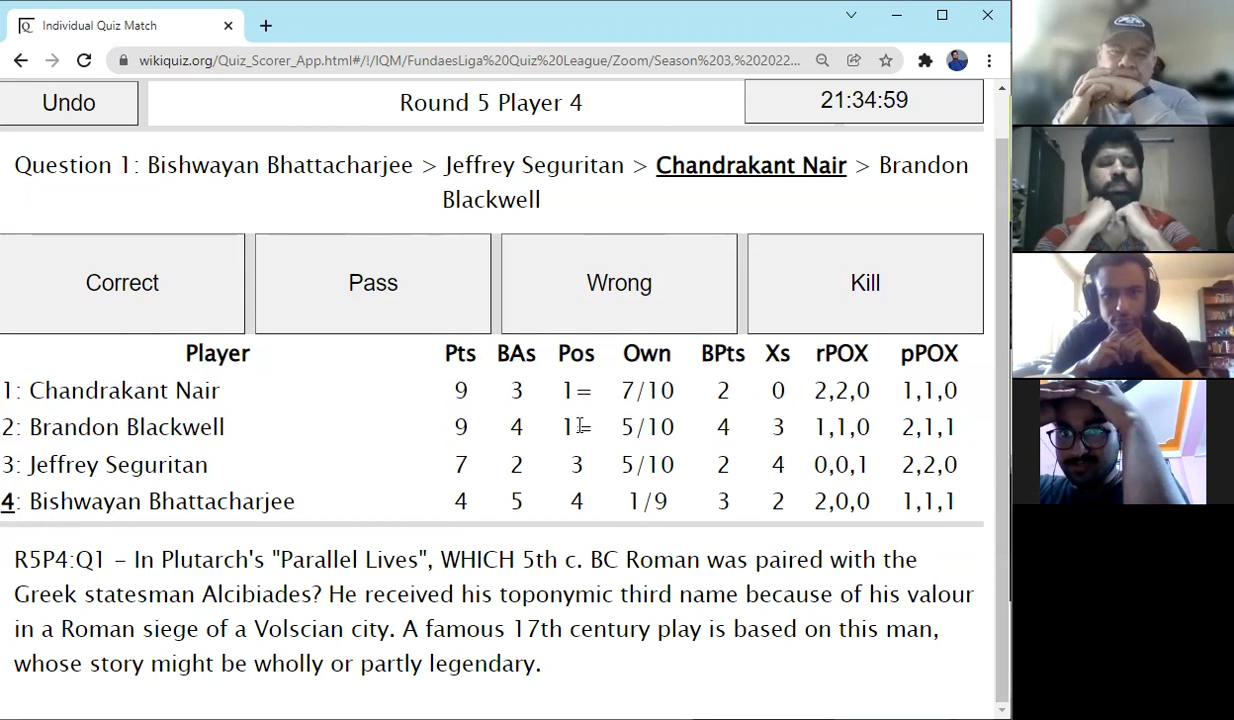 Individual Quiz Match
wikiquiz.org/Quiz_Scorer_App.html#/!/IQM/FundaesLiga%20Quiz%20League/Zoom/Season%203,%202022...
Undo
Round 5 Player 4
21:34:59
Question 1: Bishwayan Bhattacharjee > Jeffrey Seguritan > Chandrakant Nair > Brandon
Blackwell
Correct Pass Wrong Kill
Player Pts BAs Pos Own BPts Xs rPOX pPOX
1: Chandrakant Nair 9 3 1= 7/10 2 0 2,2,0 1,1,0
2: Brandon Blackwell 9 4 1= 5/10 4 3 1,1,0 2,1,1
3: Jeffrey Seguritan 7 2 3 5/10 2 4 0,0,1 2,2,0
4: Bishwayan Bhattacharjee 4 5 4 1/9 3 2 2,0,0 1,1,1
R5P4:Q1 – In Plutarch's "Parallel Lives", WHICH 5th c. BC Roman was paired with the
Greek statesman Alcibiades? He received his toponymic third name because of his valour
in a Roman siege of a Volscian city. A famous 17th century play is based on this man,
whose story might be wholly or partly legendary.